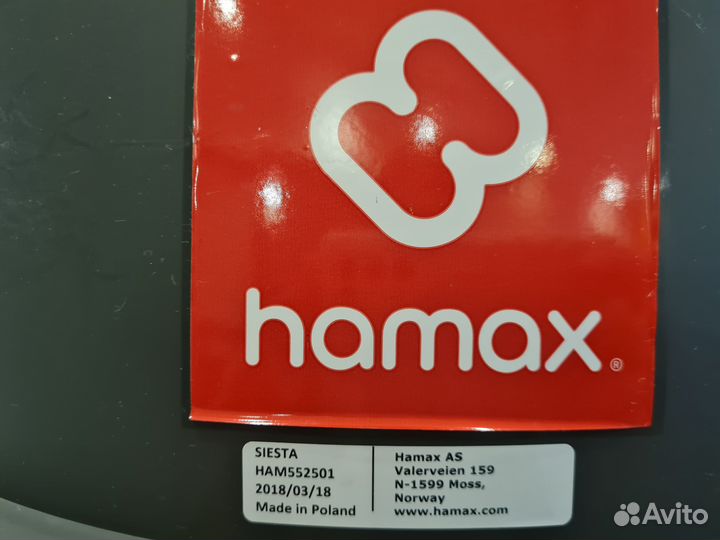 hamax®
SIESTA
HAM552501
2018/03/18
Made in Poland
Hamax AS
Valerveien 159
N-1599 Moss,
Norway
www.hamax.com
Avito